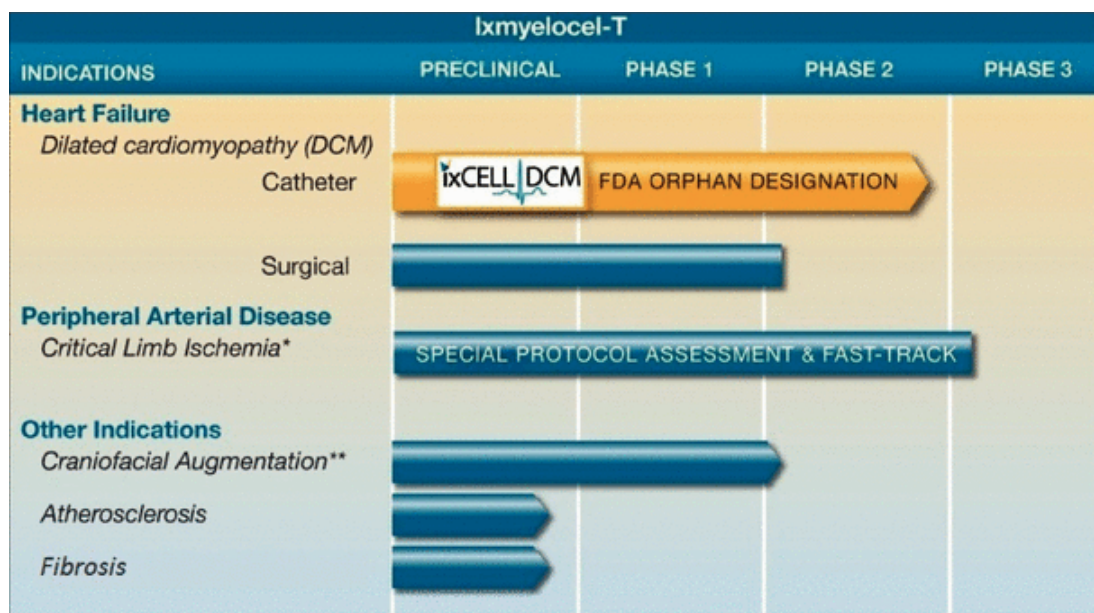 Ixmyelocel-T
INDICATIONS PRECLINICAL PHASE 1 PHASE 2 PHASE 3
Heart Failure
Dilated cardiomyopathy (DCM)
Catheter ixCELL DCM FDA ORPHAN DESIGNATION
Surgical
Peripheral Arterial Disease
Critical Limb Ischemia* SPECIAL PROTOCOL ASSESSMENT & FAST-TRACK
Other Indications
Craniofacial Augmentation**
Atherosclerosis
Fibrosis